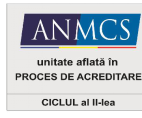 ANMCS
unitate aflată în
PROCES DE ACREDITARE
CICLUL al II-lea